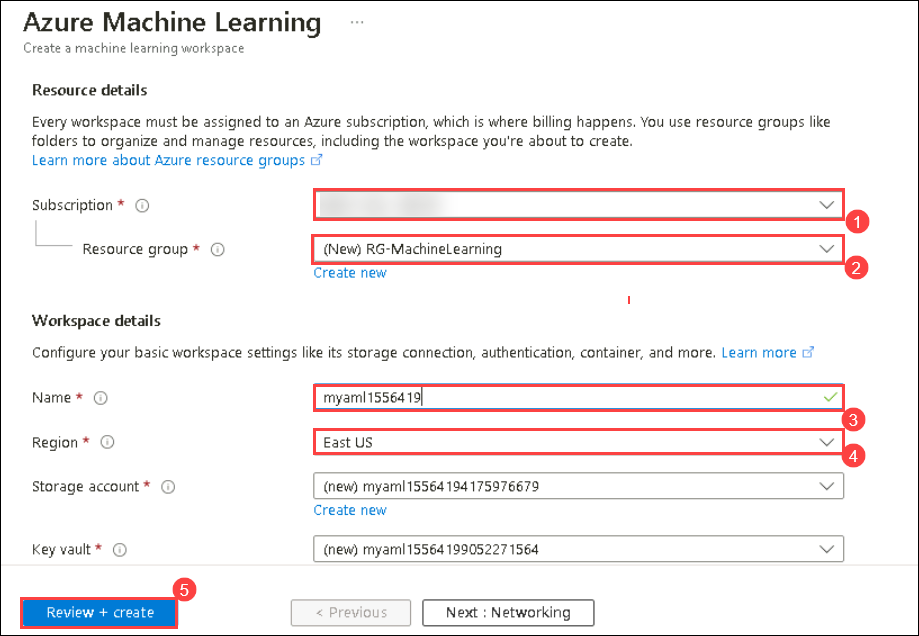 Azure Machine Learning ...
Create a machine learning workspace
Resource details
Every workspace must be assigned to an Azure subscription, which is where billing happens. You use resource groups like
folders to organize and manage resources, including the workspace you're about to create.
Learn more about Azure resource groups
Subscription *
1
Resource group * (New) RG-MachineLearning
2
Create new
Workspace details
Configure your basic workspace settings like its storage connection, authentication, container, and more. Learn more
Name * myaml1556419
3
Region * East US
4
Storage account * (new) myaml15564194175976679
Create new
Key vault * (new) myaml15564199052271564
5
Review + create < Previous Next : Networking